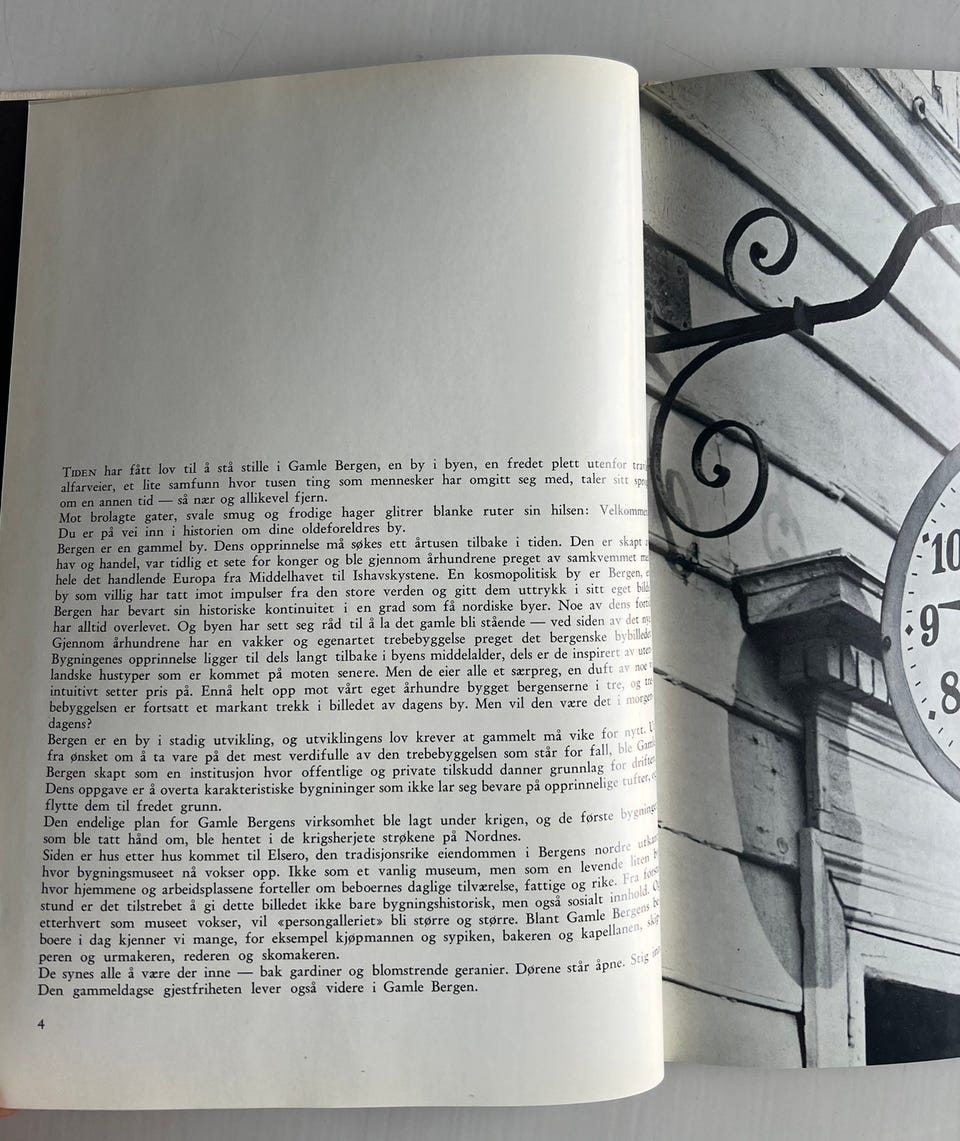 TIDEN har fått lov til å stå stille i Gamle Bergen, en by i byen, en fredet plett utenfor
alfarveier, et lite samfunn hvor tusen ting som mennesker har omgitt seg med, taler sitt
om en annen tid — så nær og allikevel fjern.
Mot brolagte gater, svale smug og frodige hager glitrer blanke ruter sin hilsen: Velkommen
Du er på vei inn i historien om dine oldeforeldres by.
Bergen er en gammel by. Dens opprinnelse må søkes ett årtusen tilbake i tiden. Den er skapt
hav og handel, var tidlig et sete for konger og ble gjennom århundrene preget av samkvemmet
hele det handlende Europa fra Middelhavet til Ishavskystene. En kosmopolitisk by er Bergen,
by som villig har tatt imot impulser fra den store verden og gitt dem uttrykk i sitt eget
Bergen har bevart sin historiske kontinuitet i en grad som få nordiske byer. Noe av dens
har alltid overlevet. Og byen har sett seg råd til å la det gamle bli stående — ved siden av det
Gjennom århundrene har en vakker og egenartet trebebyggelse preget det bergenske
Bygningenes opprinnelse ligger til dels langt tilbake i byens middelalder, dels er de inspirert av
landske hustyper som er kommet på moten senere. Men de eier alle et særpreg, en duft av noe
intuitivt setter pris på. Ennå helt opp mot vårt eget århundre bygget bergenserne i tre, og
bebyggelsen er fortsatt et markant trekk i billedet av dagens by. Men vil den være det i
dagens?
Bergen er en by i stadig utvikling, og utviklingens lov krever at gammelt må vike for nytt.
fra ønsket om å ta vare på det mest verdifulle av den trebebyggelsen som står for fall, ble
Bergen skapt som en institusjon hvor offentlige og private tilskudd danner grunnlag for
Dens oppgave er å overta karakteristiske bygnininger som ikke lar seg bevare på opprinnelige tufter,
flytte dem til fredet grunn.
Den endelige plan for Gamle Bergens virksomhet ble lagt under krigen, og de første
som ble tatt hånd om, ble hentet i de krigsherjete strøkene på Nordnes.
Siden er hus etter hus kommet til Elsero, den tradisjonsrike eiendommen i Bergens nordre
hvor bygningsmuseet nå vokser opp. Ikke som et vanlig museum, men som en levende liten
hvor hjemmene og arbeidsplassene forteller om beboernes daglige tilværelse, fattige og rike. Fra
stund er det tilstrebet å gi dette billedet ikke bare bygningshistorisk, men også sosialt innhold.
etterhvert som museet vokser, vil «persongalleriet» bli større og større. Blant Gamle Bergens
boere i dag kjenner vi mange, for eksempel kjøpmannen og sypiken, bakeren og kapellanen,
peren og urmakeren, rederen og skomakeren.
De synes alle å være der inne — bak gardiner og blomstrende geranier. Dørene står åpne. Stig
Den gammeldagse gjestfriheten lever også videre i Gamle Bergen.
4
10
9
8